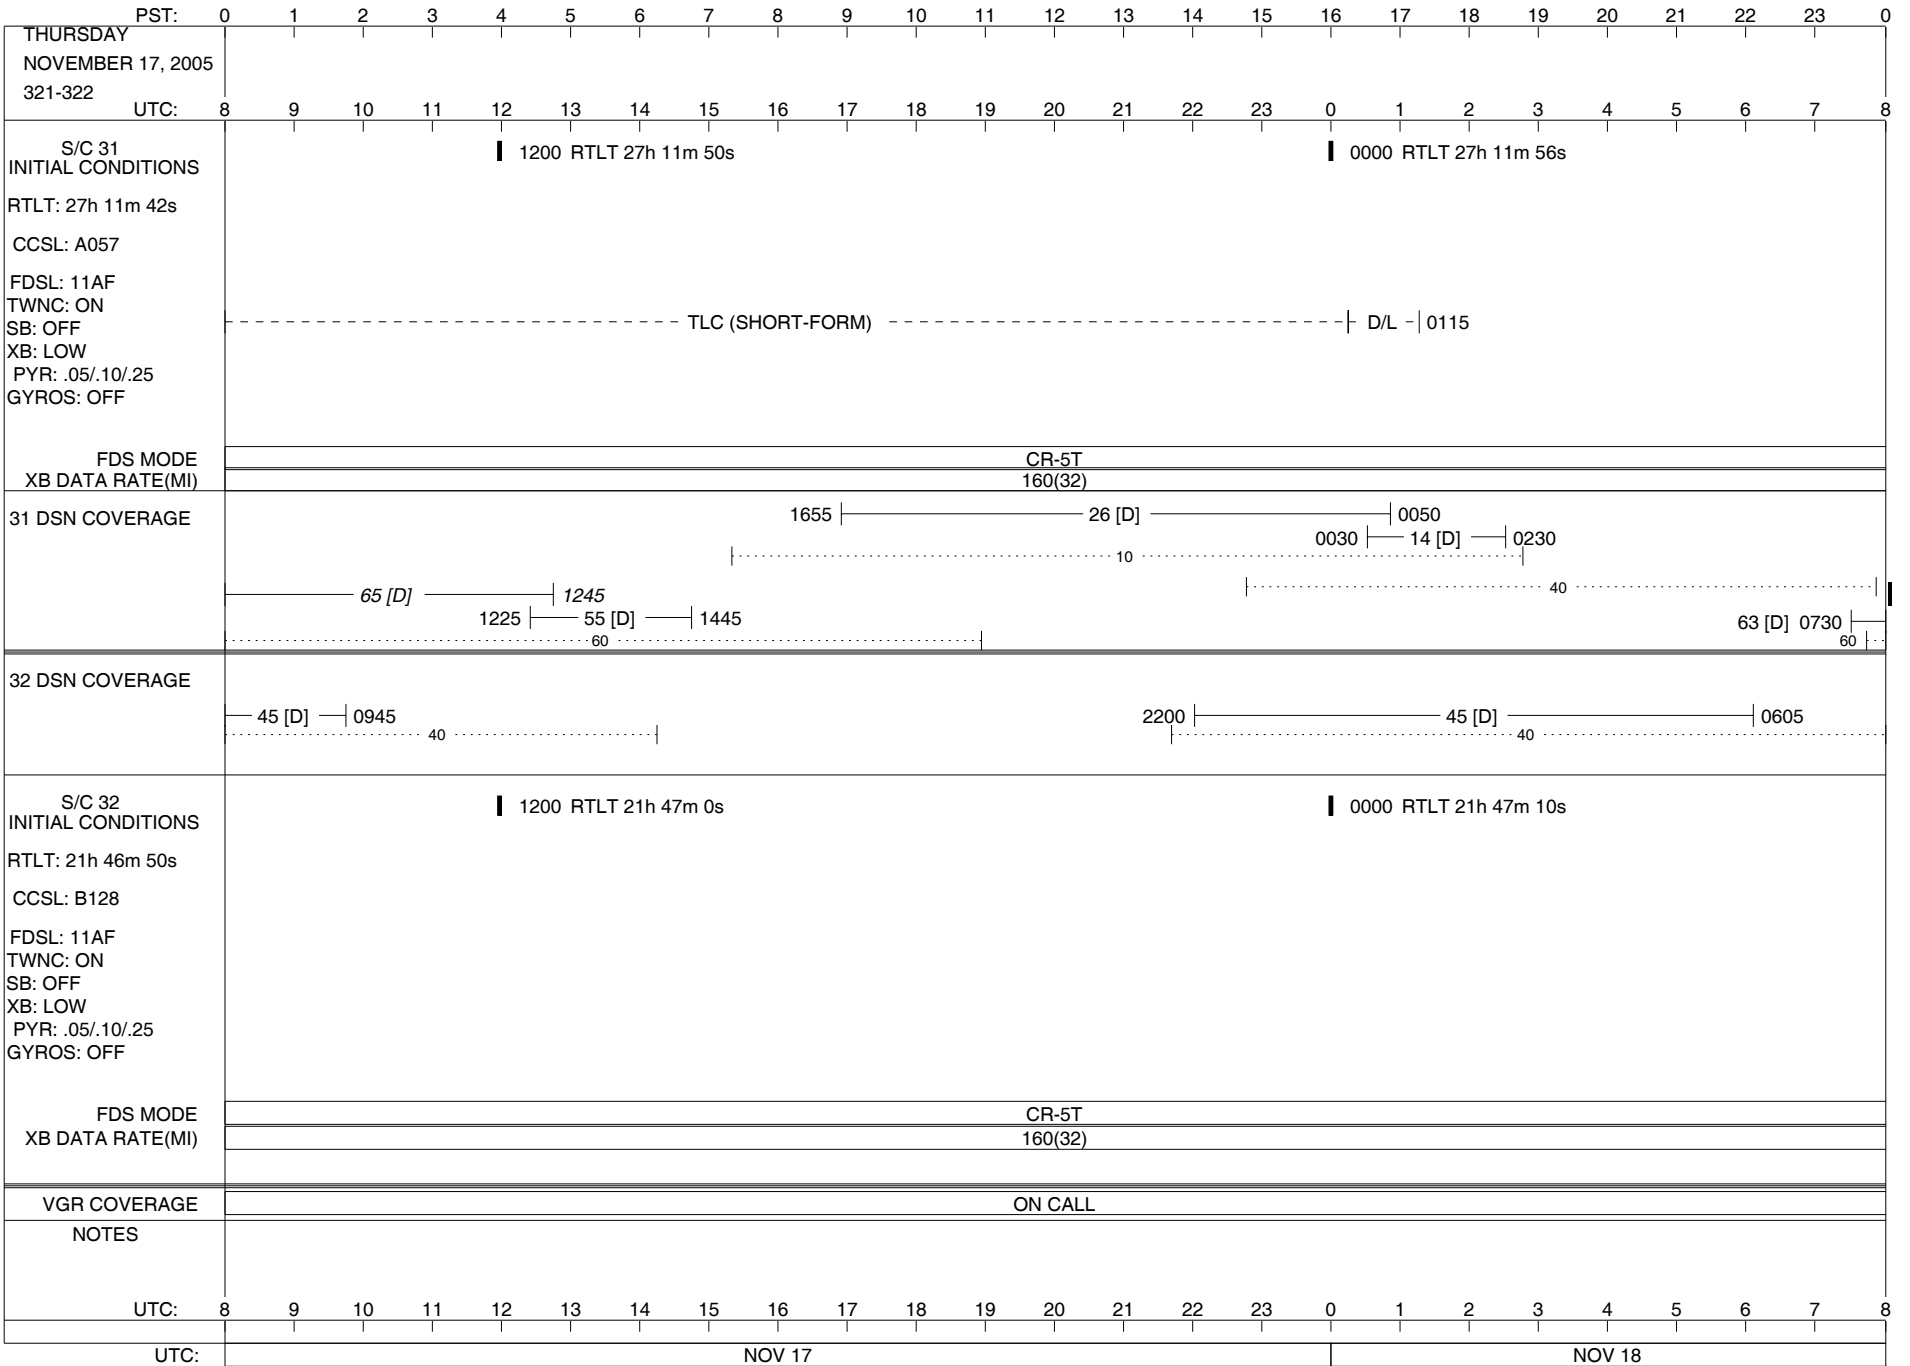 PST: 0 1 2 3 4 5 6 7 8 9 10 11 12 13 14 15 16 17 18 19 20 21 22 23 0
THURSDAY
NOVEMBER 17, 2005
321-322
UTC: 8 9 10 11 12 13 14 15 16 17 18 19 20 21 22 23 0 1 2 3 4 5 6 7 8
S/C 31
INITIAL CONDITIONS
1200 RTLT 27h 11m 50s
0000 RTLT 27h 11m 56s
RTLT: 27h 11m 42s
CCSL: A057
FDSL: 11AF
TWNC: ON
SB: OFF
TLC (SHORT-FORM) D/L 0115
XB: LOW
PYR: .05/.10/.25
GYROS: OFF
FDS MODE CR-5T
XB DATA RATE(MI) 160(32)
31 DSN COVERAGE
1655 26 [D] 0050
0030 14 [D] 0230
10
40
65 [D] 1245
1225 55 [D] 1445
63 [D] 0730
60 60
32 DSN COVERAGE
45 [D] 0945
2200 45 [D] 0605
40 40
S/C 32
INITIAL CONDITIONS
1200 RTLT 21h 47m 0s
0000 RTLT 21h 47m 10s
RTLT: 21h 46m 50s
CCSL: B128
FDSL: 11AF
TWNC: ON
SB: OFF
XB: LOW
PYR: .05/.10/.25
GYROS: OFF
FDS MODE CR-5T
XB DATA RATE(MI) 160(32)
VGR COVERAGE ON CALL
NOTES
UTC: 8 9 10 11 12 13 14 15 16 17 18 19 20 21 22 23 0 1 2 3 4 5 6 7 8
UTC: NOV 17 NOV 18